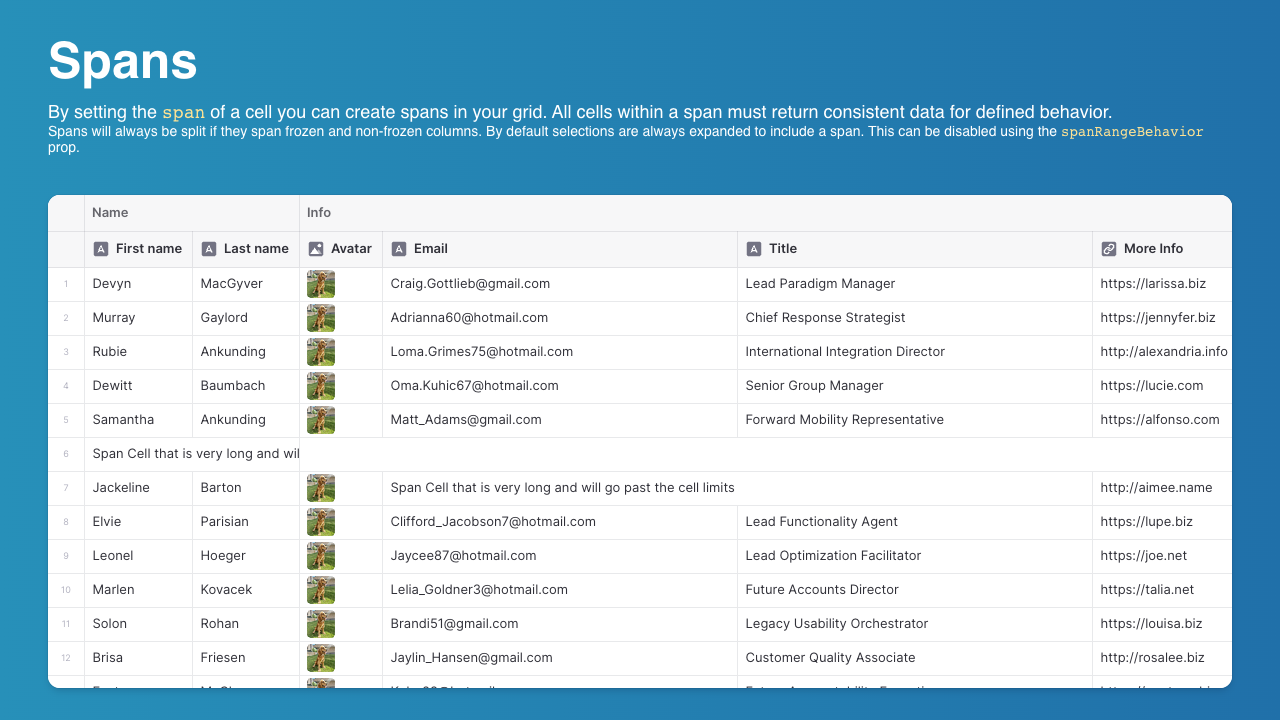 Spans
By setting the span of a cell you can create spans in your grid. All cells within a span must return consistent data for defined behavior.
Spans will always be split if they span frozen and non-frozen columns. By default selections are always expanded to include a span. This can be disabled using the spanRangeBehavior
prop.
Name Info
First name Last name Avatar Email Title More Info
1 Devyn MacGyver Craig.Gottlieb@gmail.com Lead Paradigm Manager https://larissa.biz
2 Murray Gaylord Adrianna60@hotmail.com Chief Response Strategist https://jennyfer.biz
3 Rubie Ankunding Loma.Grimes75@hotmail.com International Integration Director http://alexandria.info
4 Dewitt Baumbach Oma.Kuhic67@hotmail.com Senior Group Manager https://lucie.com
5 Samantha Ankunding Matt_Adams@gmail.com Forward Mobility Representative https://alfonso.com
6 Span Cell that is very long and wil
7 Jackeline Barton Span Cell that is very long and will go past the cell limits http://aimee.name
8 Elvie Parisian Clifford_Jacobson7@hotmail.com Lead Functionality Agent https://lupe.biz
9 Leonel Hoeger Jaycee87@hotmail.com Lead Optimization Facilitator https://joe.net
10 Marlen Kovacek Lelia_Goldner3@hotmail.com Future Accounts Director https://talia.net
11 Solon Rohan Brandi51@gmail.com Legacy Usability Orchestrator https://louisa.biz
12 Brisa Friesen Jaylin_Hansen@gmail.com Customer Quality Associate http://rosalee.biz